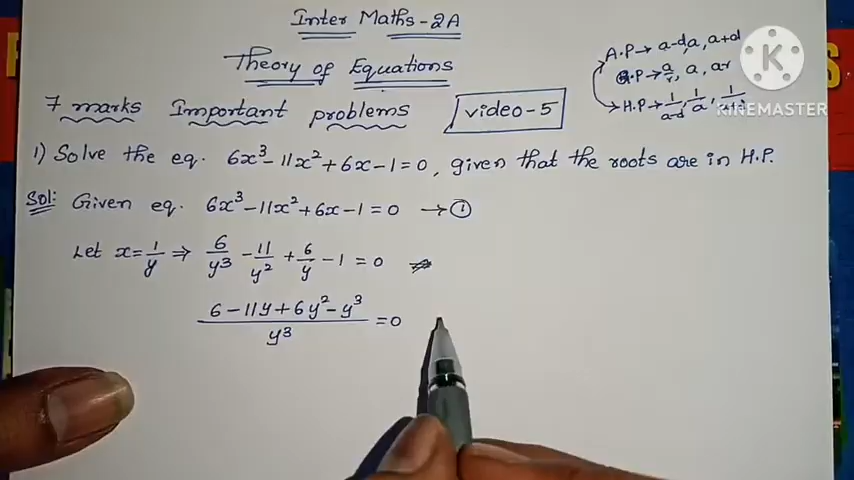 Inter Maths-2A
Theory of Equations
7 marks Important problems video-5
A.P → a-d, a, a+d
G.P → a/r, a, ar
H.P → 1/a-d, 1/a, 1/a+d
KINEMASTER
1) Solve the eq. 6x³-11x²+6x-1=0, given that the roots are in H.P.
Sol: Given eq. 6x³-11x²+6x-1=0 → ①
Let x=1/y ⇒ 6/y³ - 11/y² + 6/y - 1 = 0
6-11y+6y²-y³ / y³ = 0